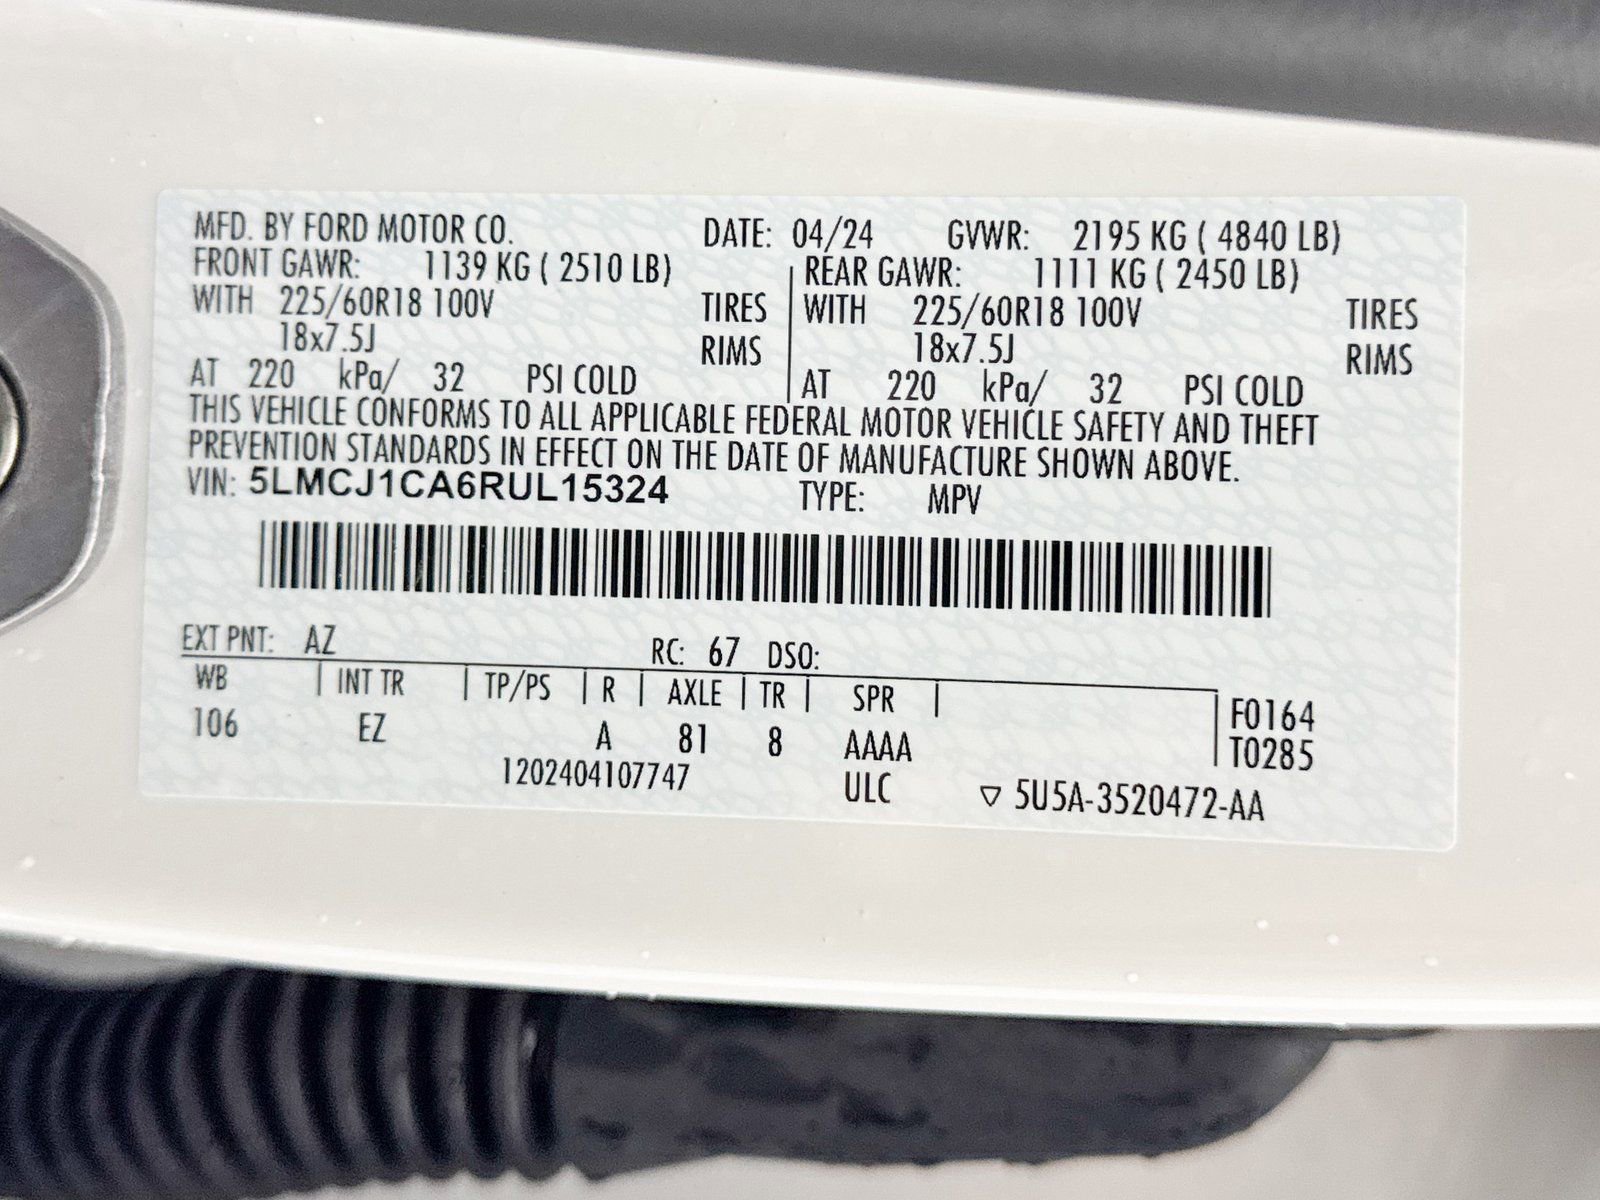 MFD. BY FORD MOTOR CO. DATE: 04/24 GVWR: 2195 KG ( 4840 LB)
FRONT GAWR: 1139 KG ( 2510 LB) REAR GAWR: 1111 KG ( 2450 LB)
WITH 225/60R18 100V TIRES WITH 225/60R18 100V TIRES
18x7.5J RIMS 18x7.5J RIMS
AT 220 kPa/ 32 PSI COLD AT 220 kPa/ 32 PSI COLD
THIS VEHICLE CONFORMS TO ALL APPLICABLE FEDERAL MOTOR VEHICLE SAFETY AND THEFT
PREVENTION STANDARDS IN EFFECT ON THE DATE OF MANUFACTURE SHOWN ABOVE.
VIN: 5LMCJ1CA6RUL15324 TYPE: MPV
EXT PNT: AZ RC: 67 DSO:
WB INT TR TP/PS R AXLE TR SPR F0164
106 EZ A 81 8 AAAA T0285
1202404107747 ULC ▽ 5U5A-3520472-AA